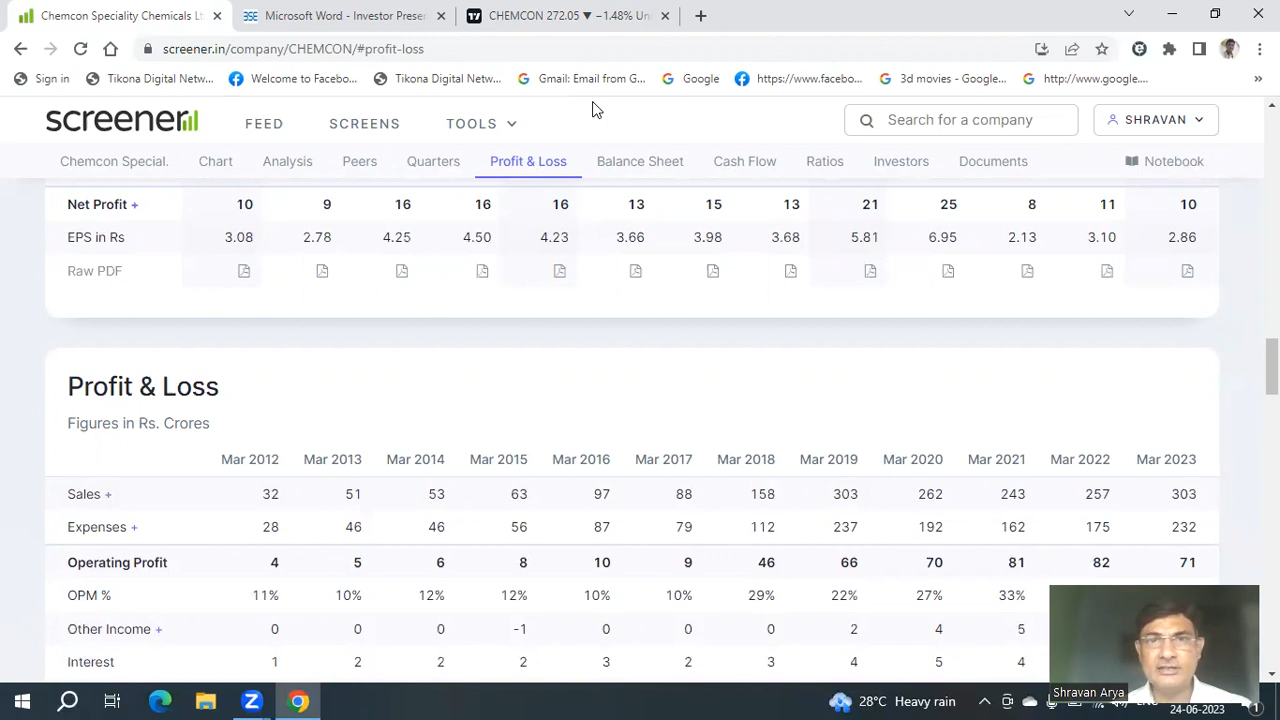 Chemcon Speciality Chemicals Lt
Microsoft Word - Investor Preser
CHEMCON 272.05 ▼ −1.48% Un
screener.in/company/CHEMCON/#profit-loss
Sign in
Tikona Digital Netw...
Welcome to Facebo...
Tikona Digital Netw...
Gmail: Email from G...
Google
https://www.facebo...
3d movies - Google...
http://www.google....
»
screener
FEED
SCREENS
TOOLS
Search for a company
SHRAVAN
Chemcon Special.
Chart
Analysis
Peers
Quarters
Profit & Loss
Balance Sheet
Cash Flow
Ratios
Investors
Documents
Notebook
Net Profit + 10 9 16 16 16 13 15 13 21 25 8 11 10
EPS in Rs 3.08 2.78 4.25 4.50 4.23 3.66 3.98 3.68 5.81 6.95 2.13 3.10 2.86
Raw PDF
Profit & Loss
Figures in Rs. Crores
Mar 2012 Mar 2013 Mar 2014 Mar 2015 Mar 2016 Mar 2017 Mar 2018 Mar 2019 Mar 2020 Mar 2021 Mar 2022 Mar 2023
Sales + 32 51 53 63 97 88 158 303 262 243 257 303
Expenses + 28 46 46 56 87 79 112 237 192 162 175 232
Operating Profit 4 5 6 8 10 9 46 66 70 81 82 71
OPM % 11% 10% 12% 12% 10% 10% 29% 22% 27% 33%
Other Income + 0 0 0 -1 0 0 0 2 4 5
Interest 1 2 2 2 3 2 3 4 5 4
Shravan Arya
28°C Heavy rain
24-06-2023